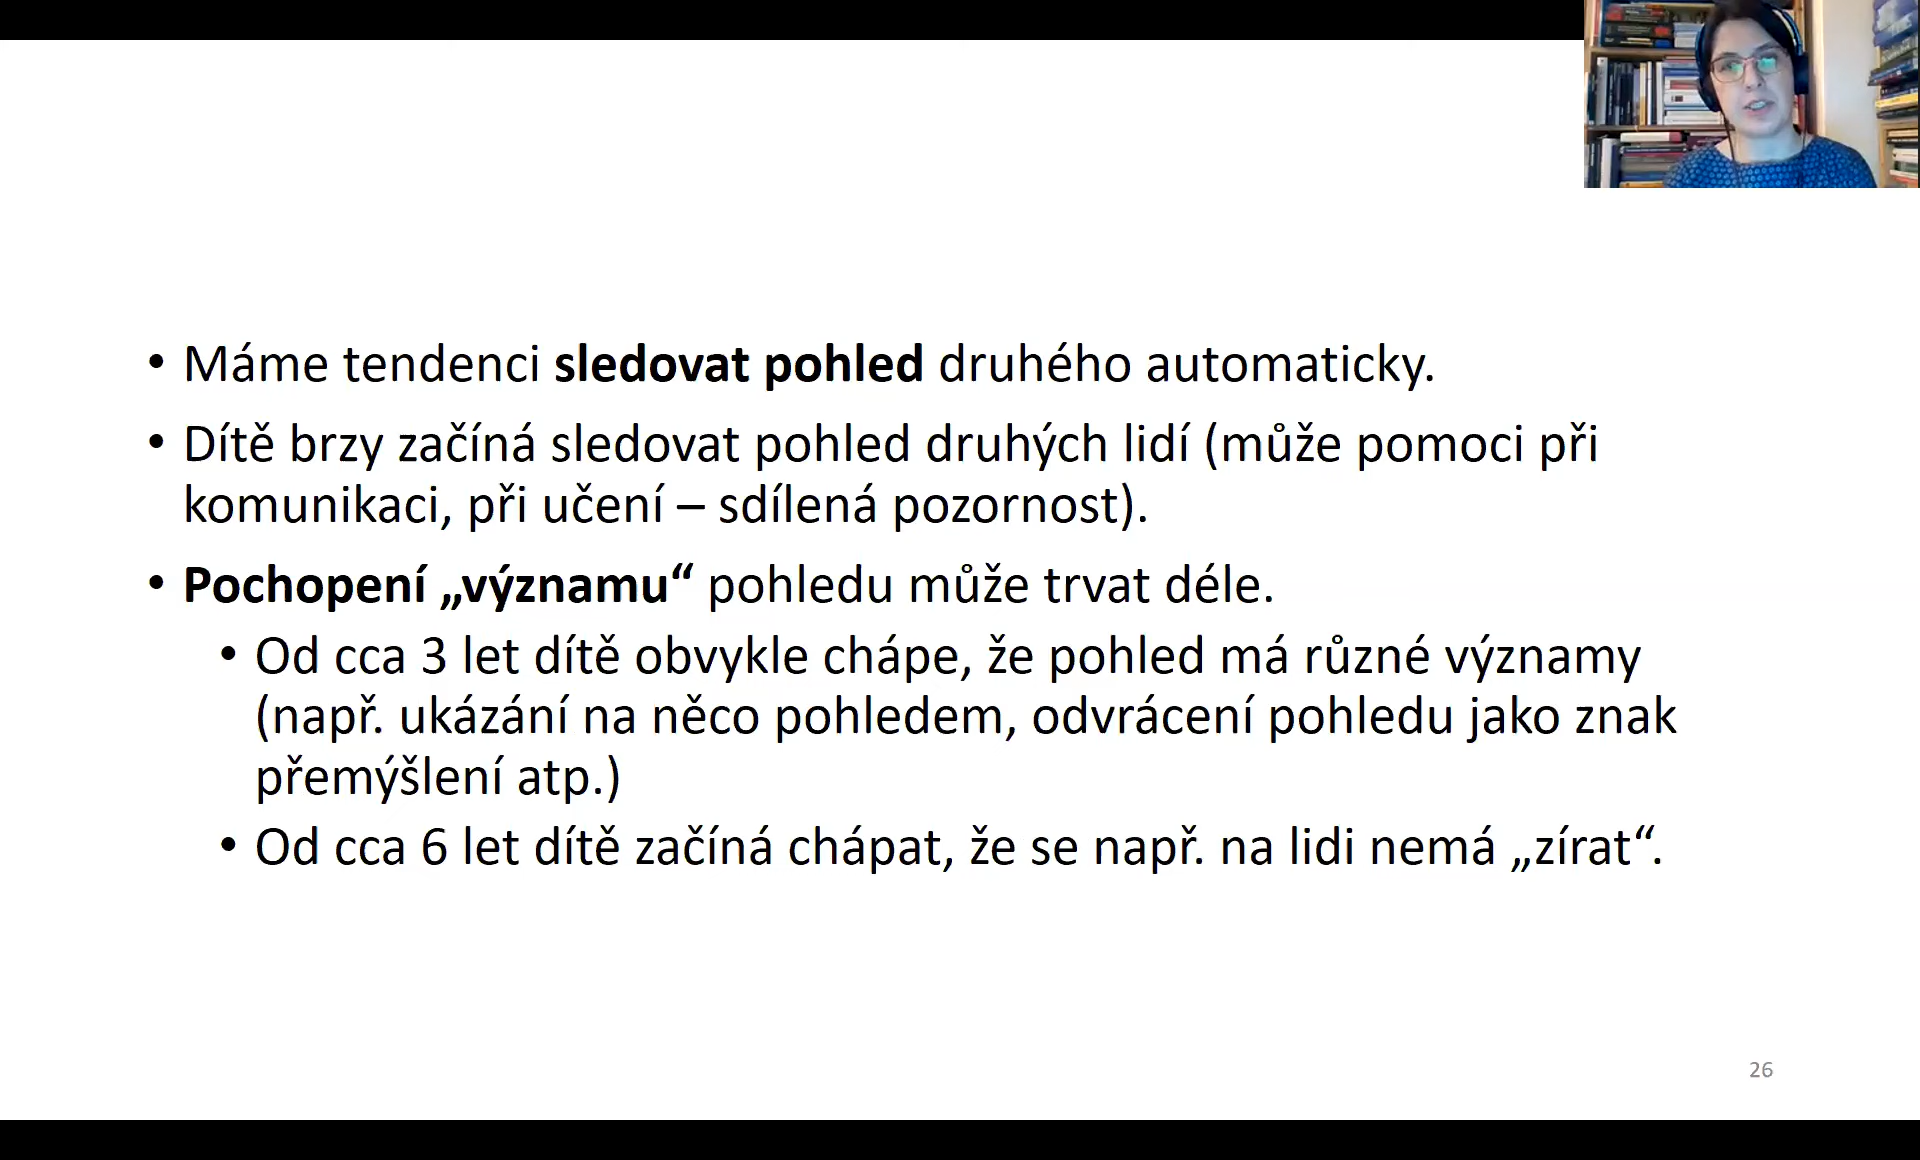 • Máme tendenci sledovat pohled druhého automaticky.
• Dítě brzy začíná sledovat pohled druhých lidí (může pomoci při
komunikaci, při učení – sdílená pozornost).
• Pochopení „významu“ pohledu může trvat déle.
• Od cca 3 let dítě obvykle chápe, že pohled má různé významy
(např. ukázání na něco pohledem, odvrácení pohledu jako znak
přemýšlení atp.)
• Od cca 6 let dítě začíná chápat, že se např. na lidi nemá „zírat“.
26